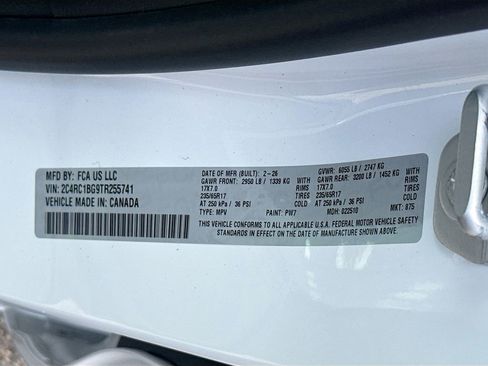 MFD BY: FCA US LLC
VIN: 2C4RC1BG9TR255741
VEHICLE MADE IN: CANADA
DATE OF MFR (BUILT): 2-26
GAWR FRONT: 2950 LB / 1339 KG
17X7.0 RIMS
235/65R17 TIRES
AT 250 kPa / 36 PSI COLD
TYPE: MPV PAINT: PW7
GVWR: 6055 LB / 2747 KG
GAWR REAR: 3200 LB / 1452 KG
17X7.0 RIMS
235/65R17 TIRES
AT 250 kPa / 36 PSI COLD
MDH: 022510 MKT: 875
THIS VEHICLE CONFORMS TO ALL APPLICABLE U.S.A. FEDERAL MOTOR VEHICLE SAFETY
STANDARDS IN EFFECT ON THE DATE OF MANUFACTURE SHOWN ABOVE.